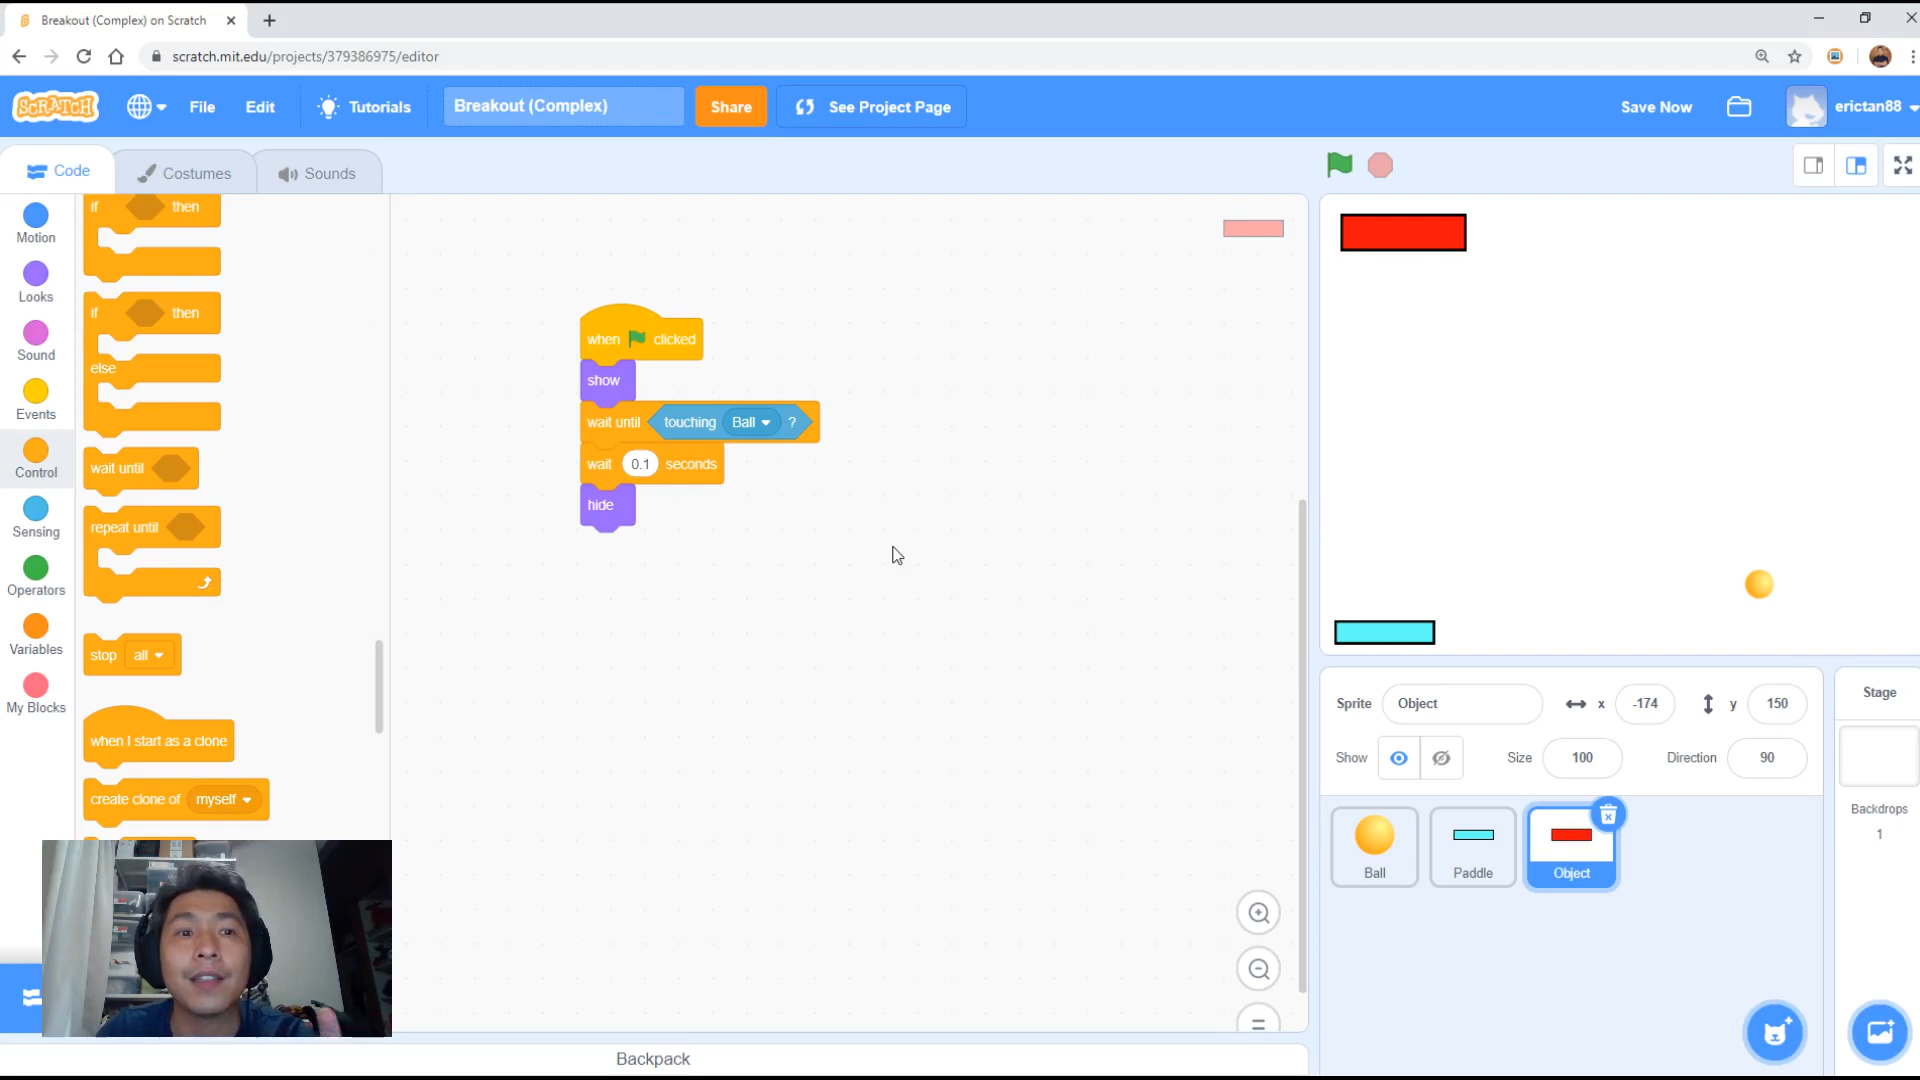 Breakout (Complex) on Scratch
scratch.mit.edu/projects/379386975/editor
SCRATCH
File
Edit
Tutorials
Breakout (Complex)
Share
See Project Page
Save Now
erictan88
Code
Costumes
Sounds
Motion
Looks
Sound
Events
Control
Sensing
Operators
Variables
My Blocks
if then
if then
else
wait until
repeat until
stop all
when I start as a clone
create clone of myself
when clicked
show
wait until touching Ball ?
wait 0.1 seconds
hide
Sprite Object x -174 y 150
Show Size 100 Direction 90
Ball
Paddle
Object
Stage
Backdrops
1
Backpack